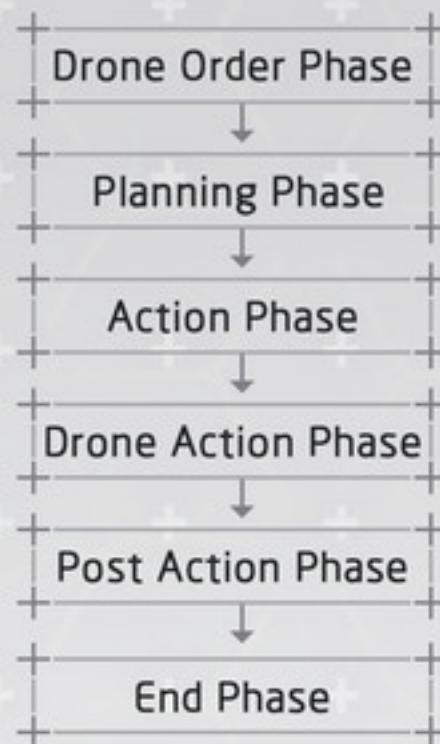 Drone Order Phase
Planning Phase
Action Phase
Drone Action Phase
Post Action Phase
End Phase